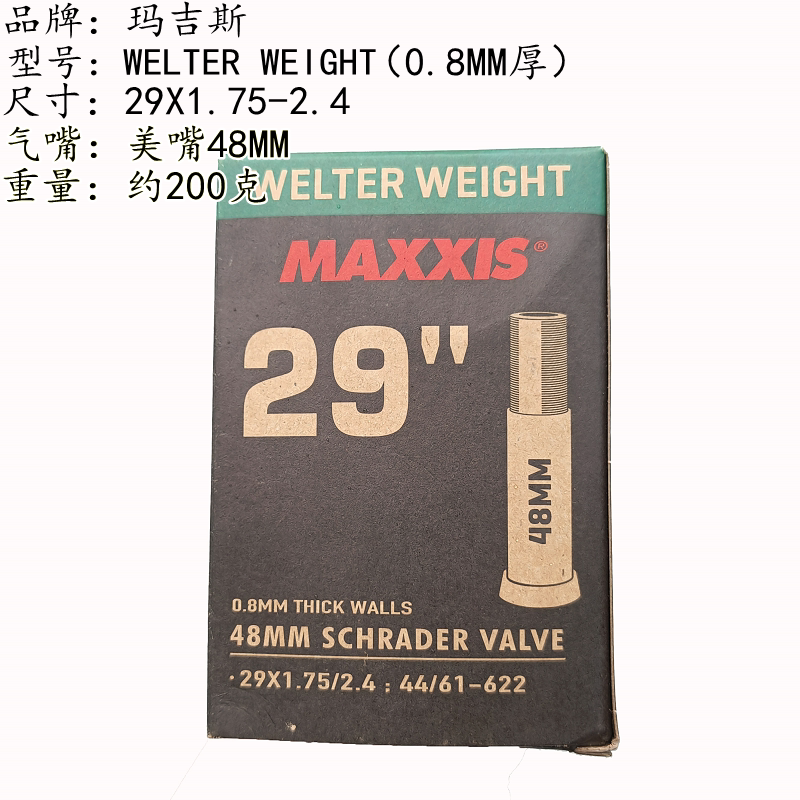 品牌：玛吉斯
型号：WELTER WEIGHT（0.8MM厚）
尺寸：29X1.75-2.4
气嘴：美嘴48MM
重量：约200克
WELTER WEIGHT
MAXXIS®
29"
48MM
0.8MM THICK WALLS
48MM SCHRADER VALVE
·29X1.75/2.4 : 44/61-622